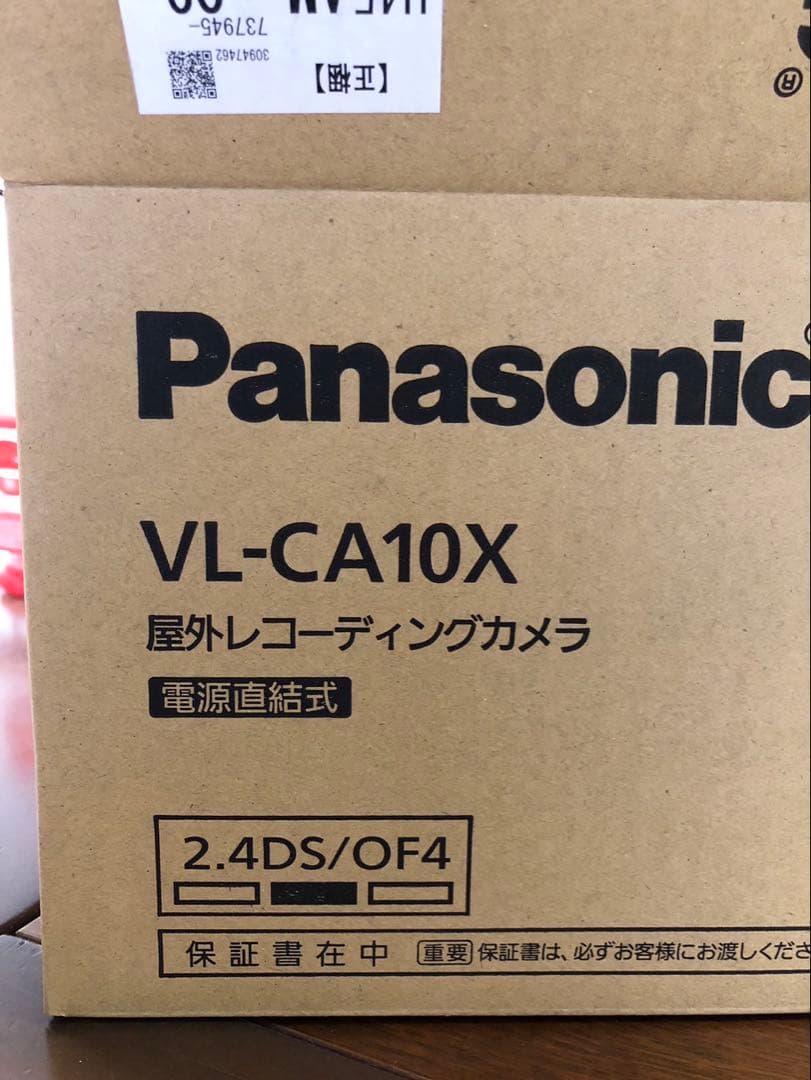 737945-
30947462
【正梱】
®
Panasonic
VL-CA10X
屋外レコーディングカメラ
電源直結式
2.4DS/OF4
保証書在中 重要 保証書は、必ずお客様にお渡しくださ